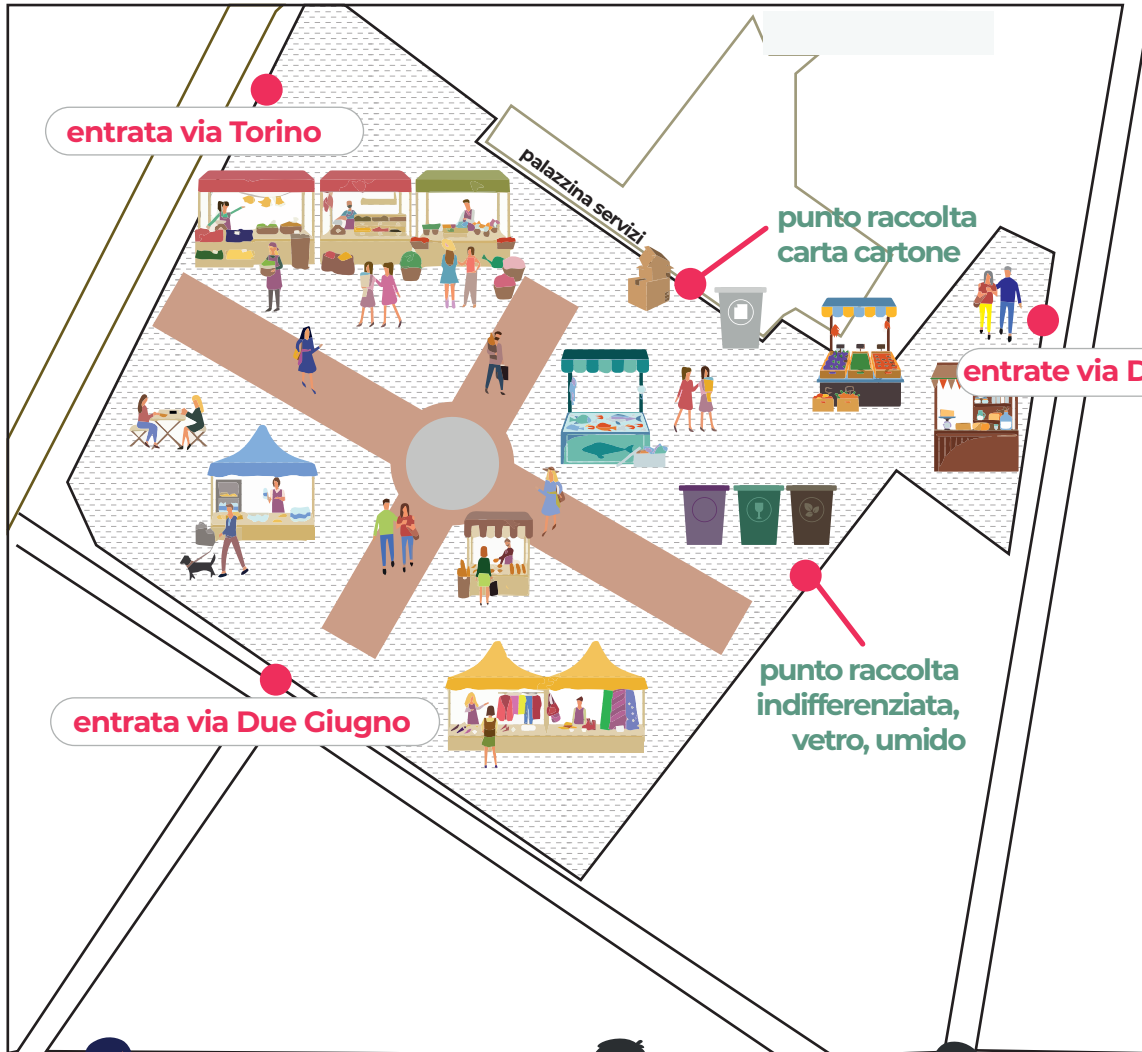 entrata via Torino
palazzina servizi
punto raccolta
carta cartone
entrate via D
entrata via Due Giugno
punto raccolta
indifferenziata,
vetro, umido